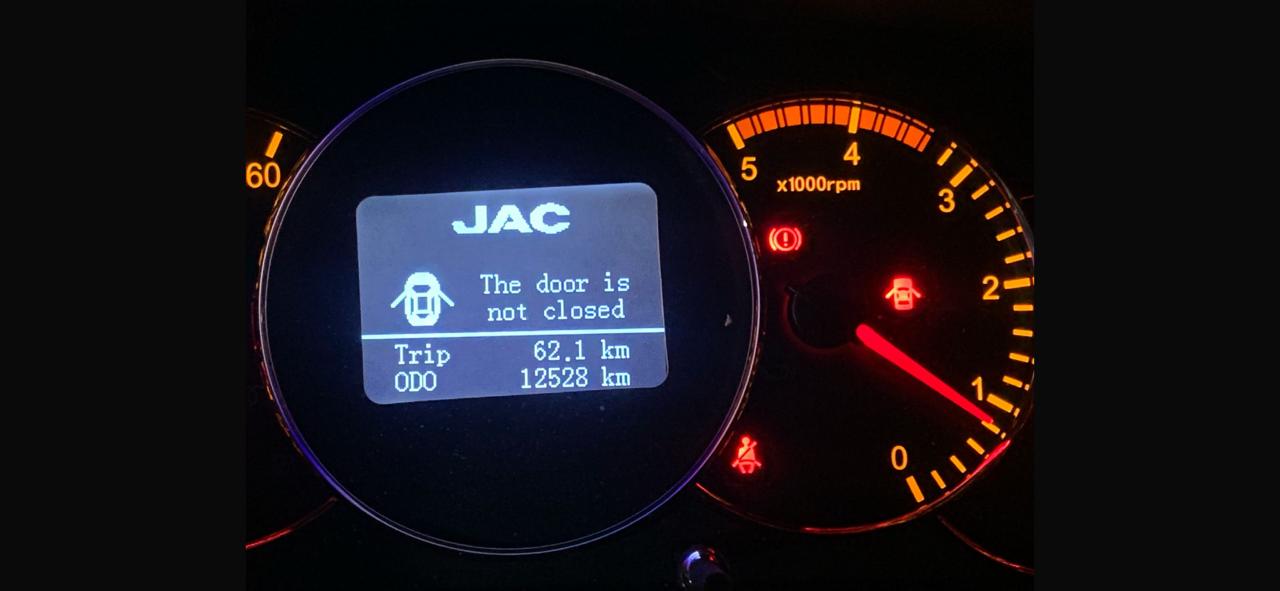 60
JAC
The door is
not closed
Trip 62.1 km
ODO 12528 km
5
4
x1000rpm
3
2
1
0